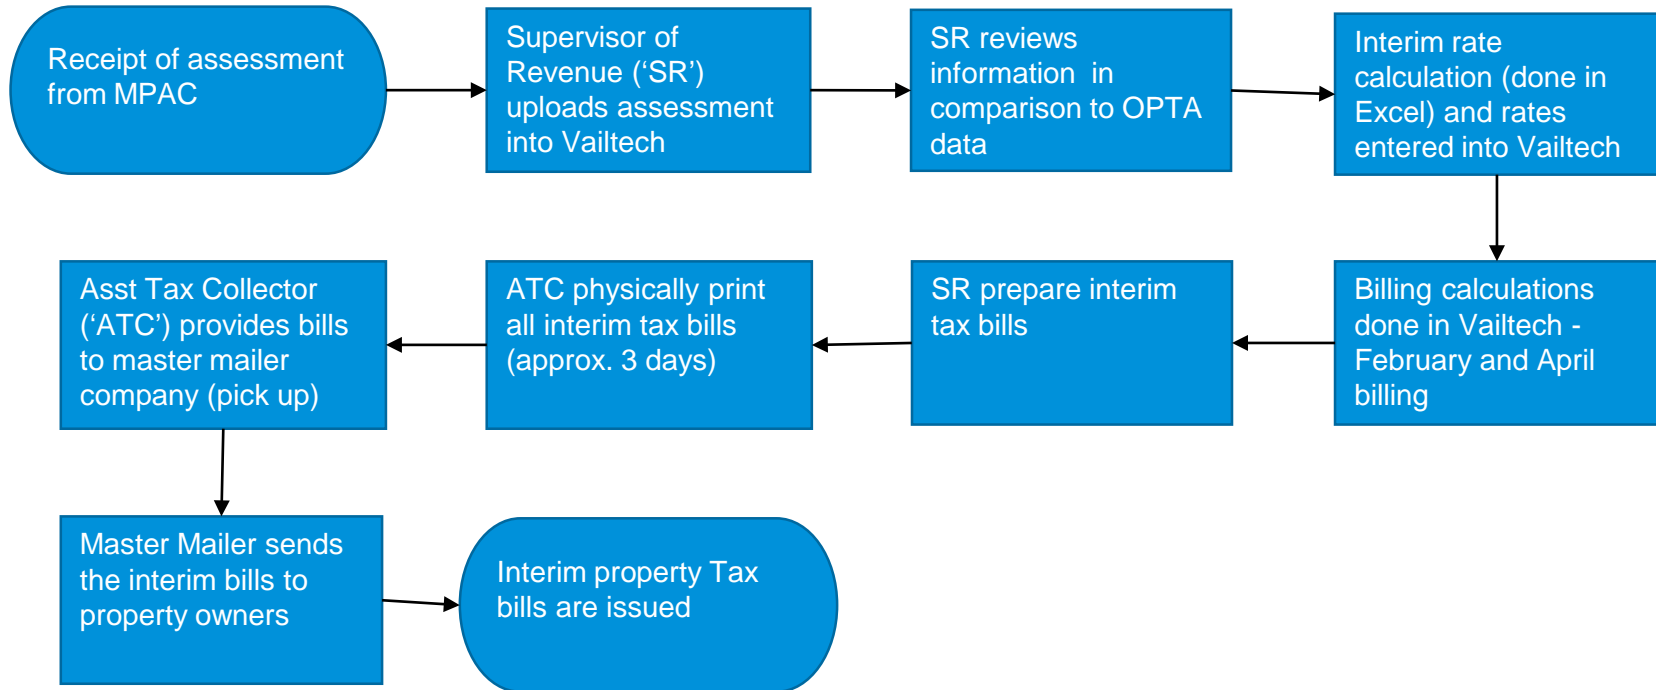 Receipt of assessment
from MPAC
Supervisor of
Revenue (‘SR’)
uploads assessment
into Vailtech
SR reviews
information  in
comparison to OPTA
data
Interim rate
calculation (done in
Excel) and rates
entered into Vailtech
Asst Tax Collector
(‘ATC’) provides bills
to master mailer
company (pick up)
ATC physically print
all interim tax bills
(approx. 3 days)
SR prepare interim
tax bills
Billing calculations
done in Vailtech -
February and April
billing
Master Mailer sends
the interim bills to
property owners
Interim property Tax
bills are issued